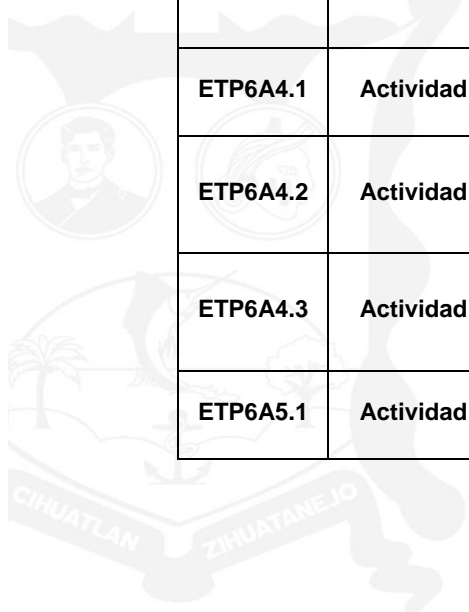 ETP6A4.1 Actividad
ETP6A4.2 Actividad
ETP6A4.3 Actividad
ETP6A5.1 Actividad
CIHUATLAN ZIHUATANEJO